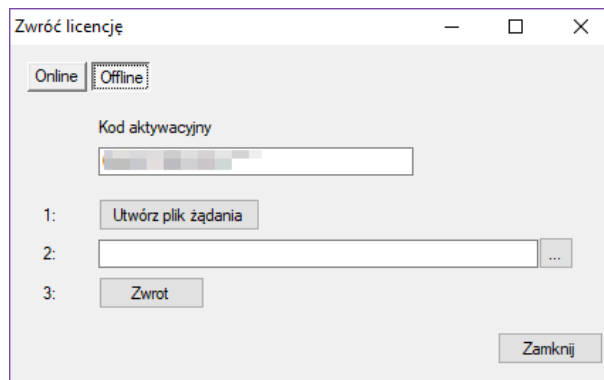 Zwróć licencję
Online Offline
Kod aktywacyjny
1: Utwórz plik żądania
2: ...
3: Zwrot
Zamknij